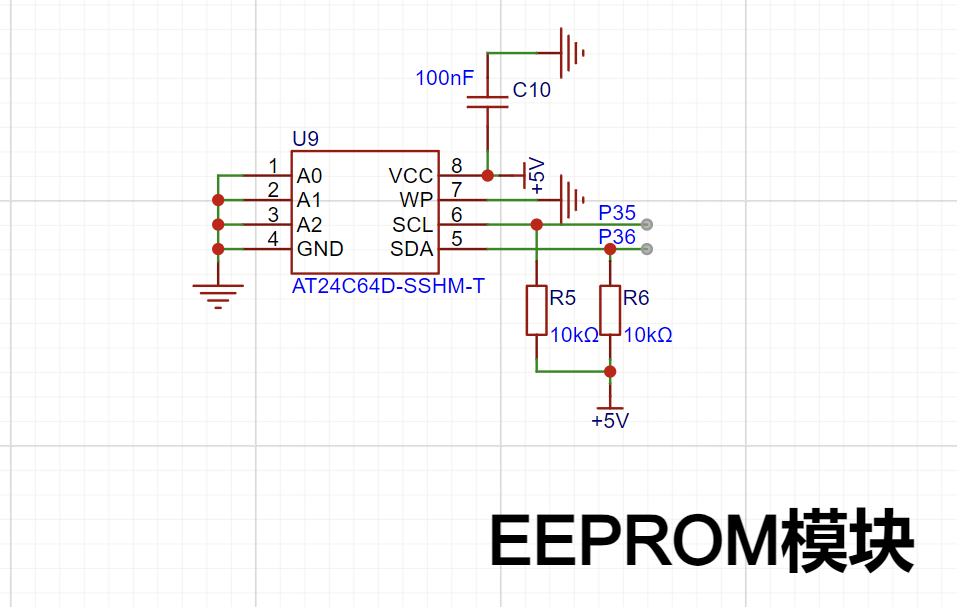 100nF
C10
U9
1 A0 VCC 8
+5V
2 A1 WP 7
3 A2 SCL 6
P35
4 GND SDA 5
P36
AT24C64D-SSHM-T
R5
R6
10kΩ
10kΩ
+5V
EEPROM模块